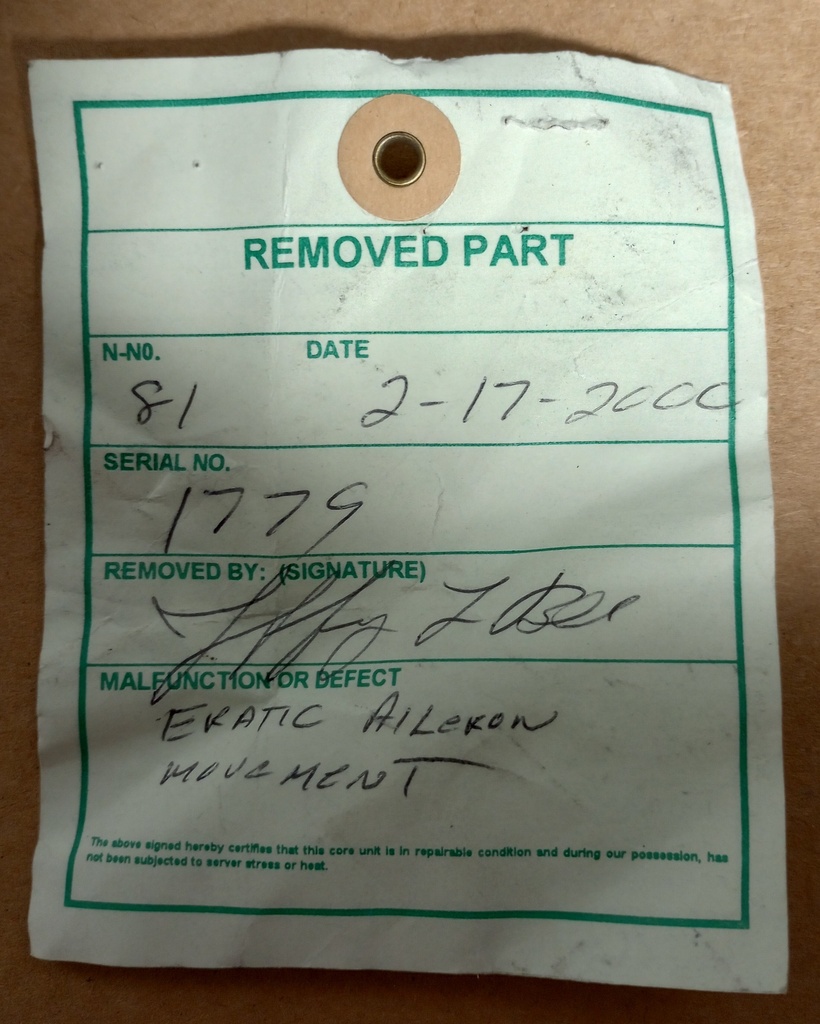 REMOVED PART
N-NO. DATE
81 2-17-2000
SERIAL NO.
1779
REMOVED BY: (SIGNATURE)
MALFUNCTION OR DEFECT
ERATIC AILERON
MOVEMENT
The above signed hereby certifies that this core unit is in repairable condition and during our possession, has
not been subjected to server stress or heat.